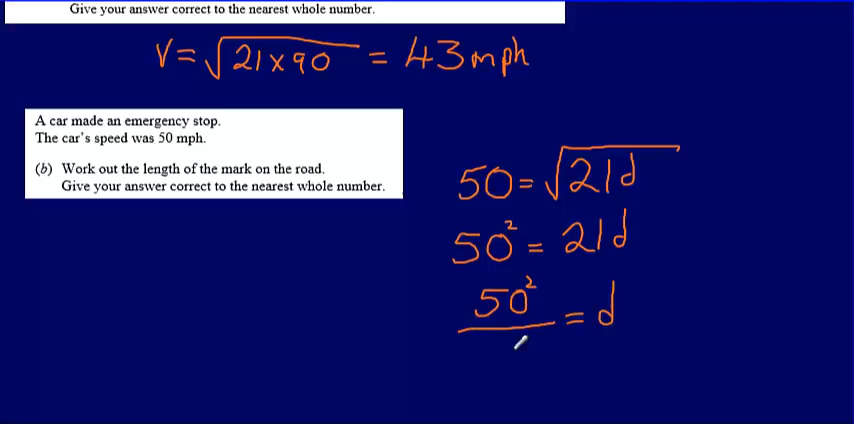 Give your answer correct to the nearest whole number.
V = √21 x 90 = 43 mph
A car made an emergency stop.
The car's speed was 50 mph.
(b) Work out the length of the mark on the road.
Give your answer correct to the nearest whole number.
50 = √21d
50² = 21d
50² = d